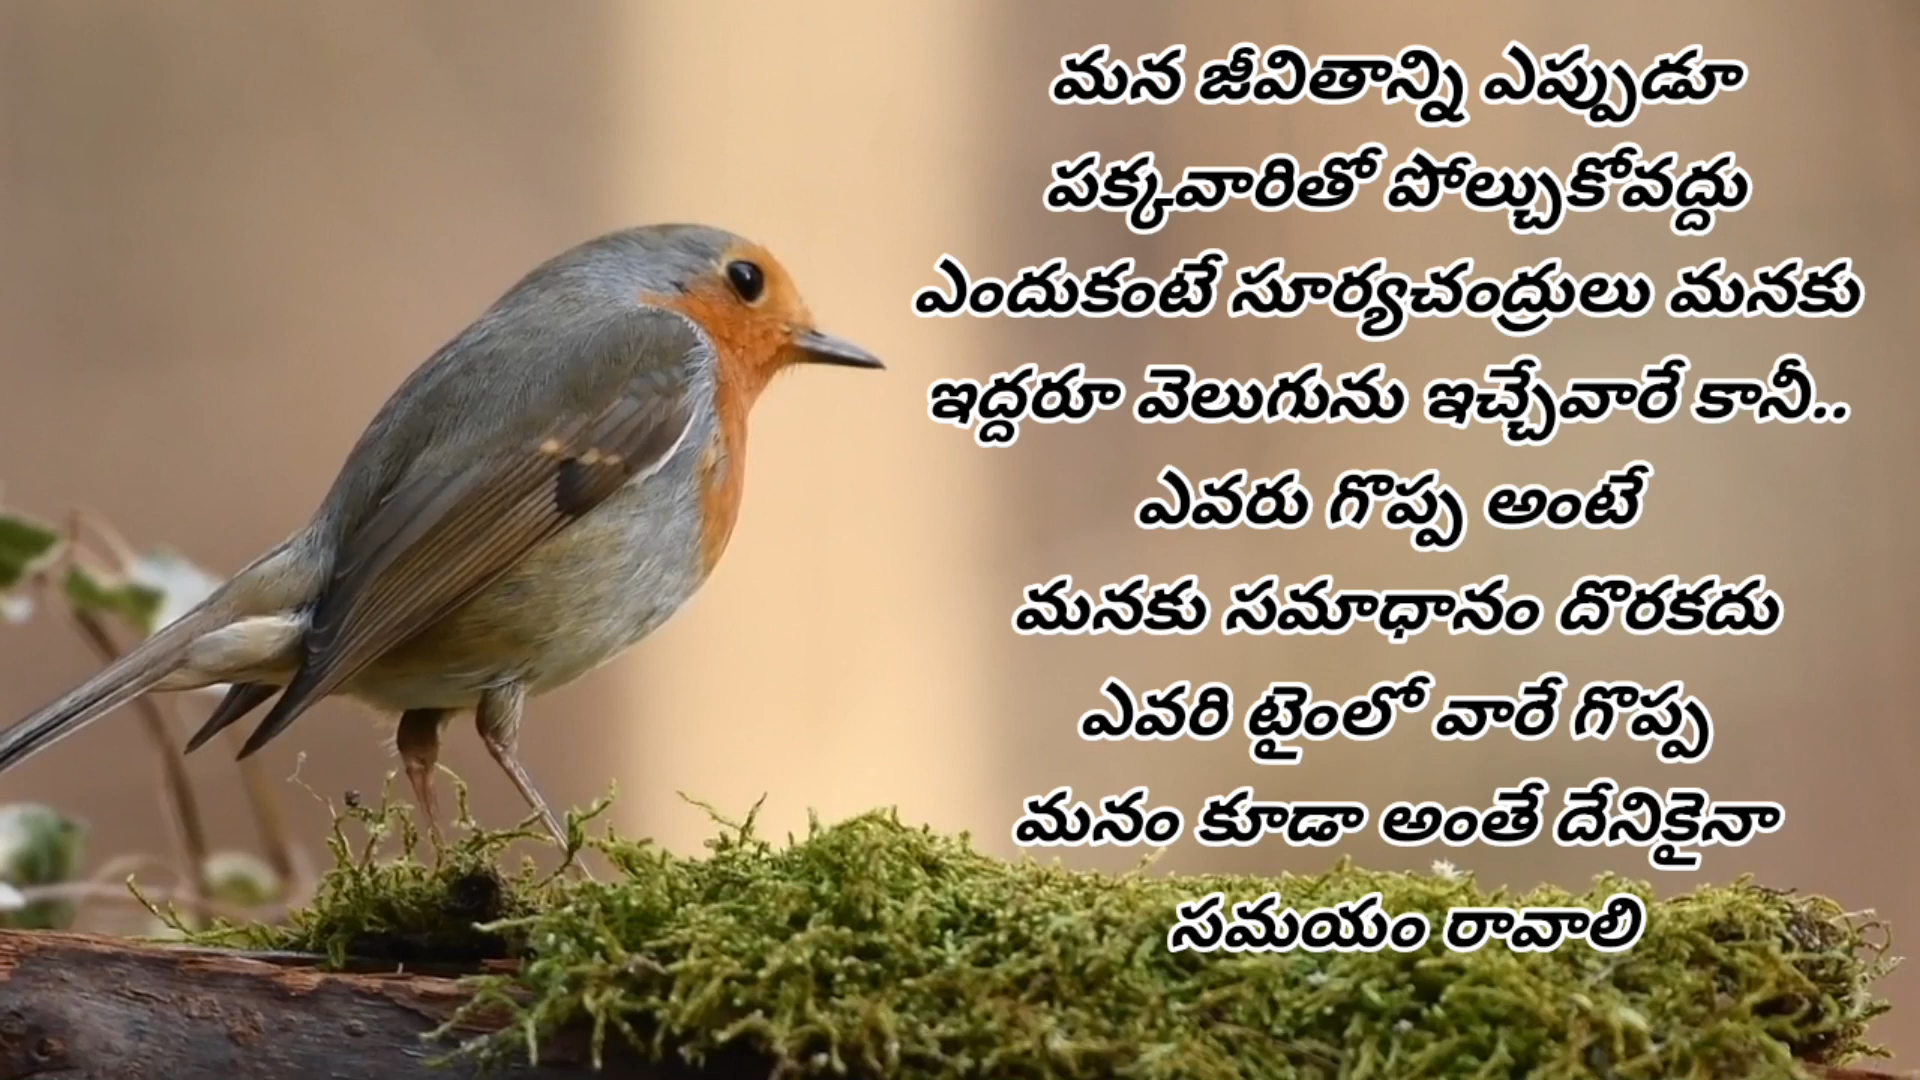 మన జీవితాన్ని ఎప్పుడూ
పక్కవారితో పోల్చుకోవద్దు
ఎందుకంటే సూర్యచంద్రులు మనకు
ఇద్దరూ వెలుగును ఇచ్చేవారే కానీ..
ఎవరు గొప్ప అంటే
మనకు సమాధానం దొరకదు
ఎవరి టైంలో వారే గొప్ప
మనం కూడా అంతే దేనికైనా
సమయం రావాలి